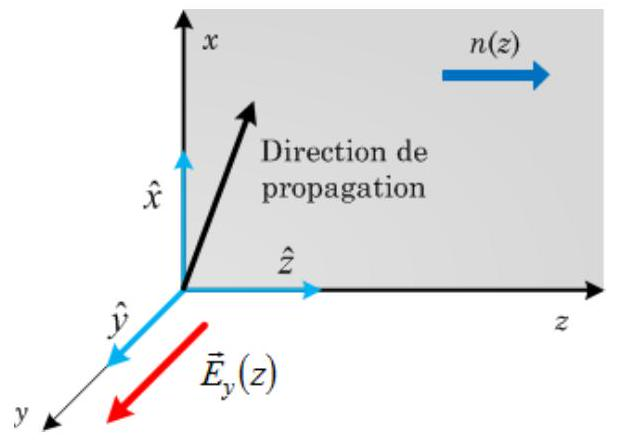 x
n(z)
Direction de
propagation
x̂
ẑ
z
ŷ
E⃗y(z)
y